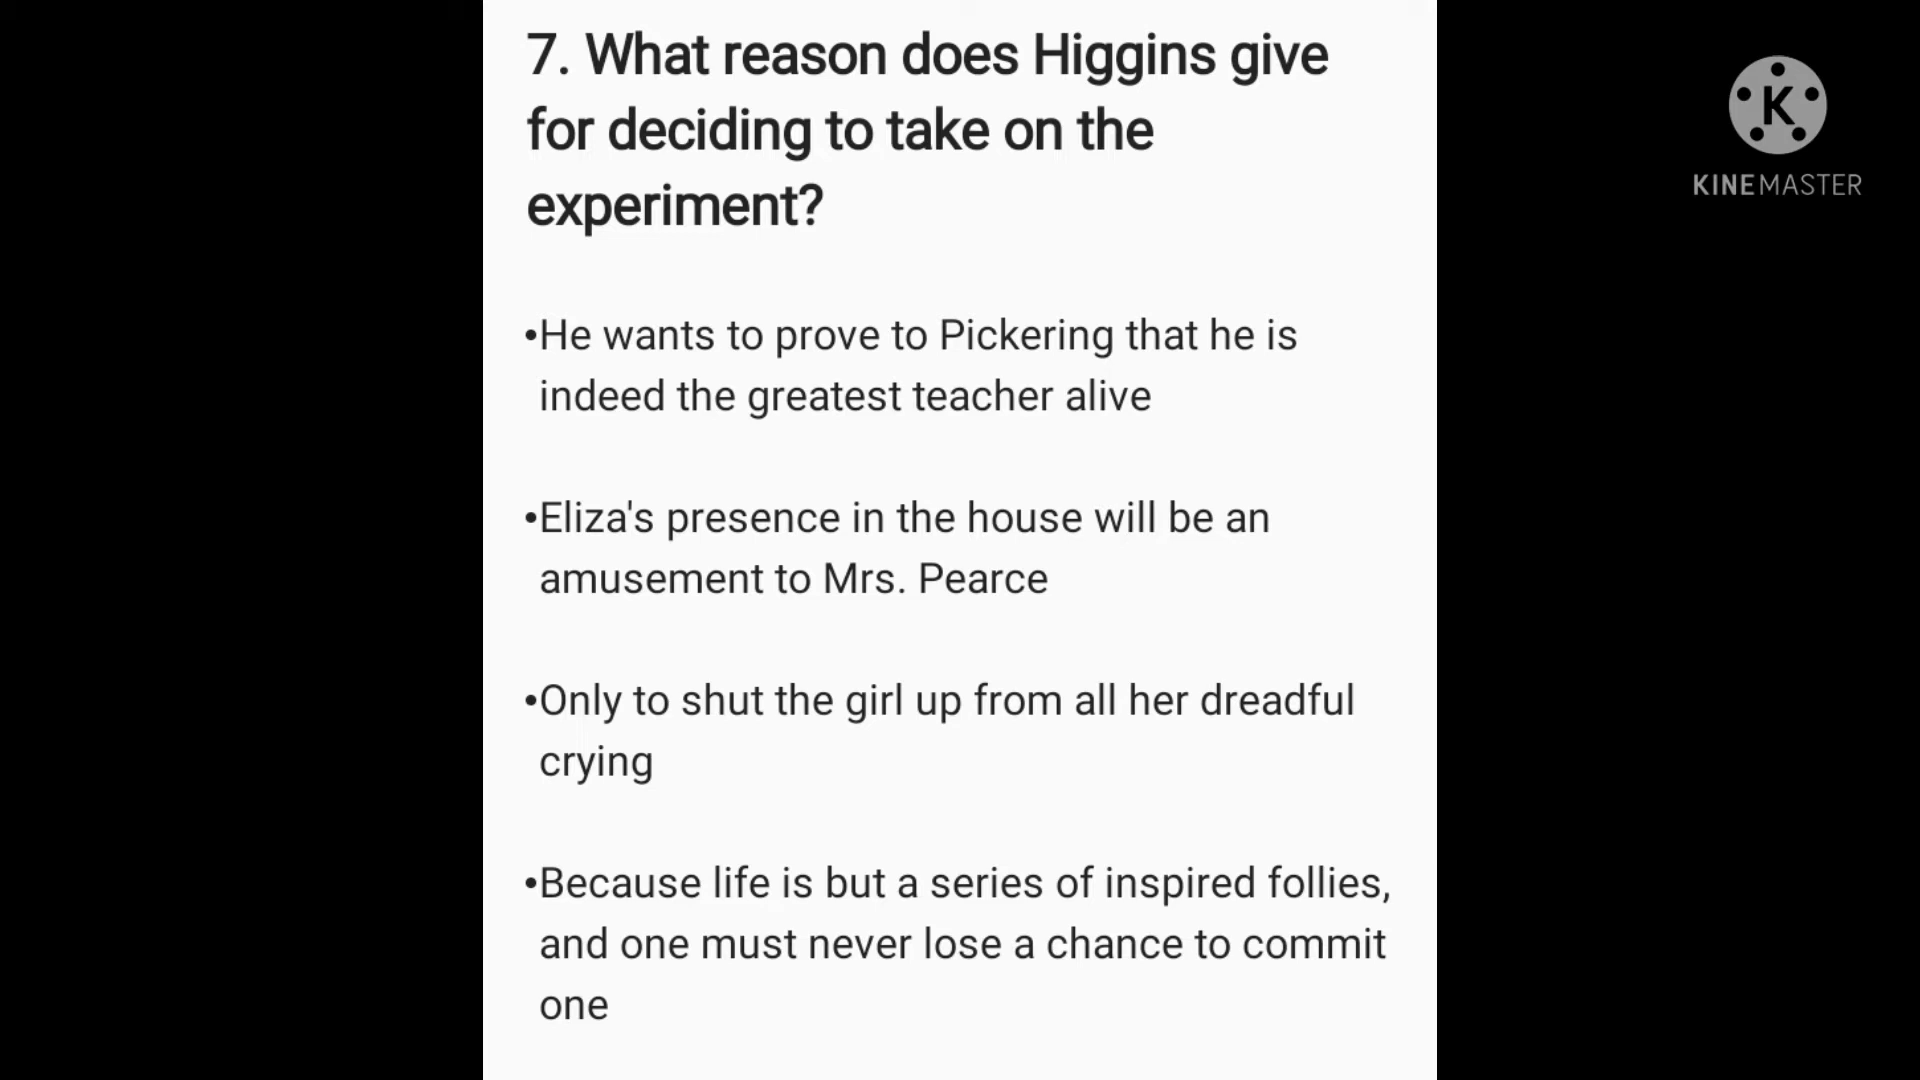 7. What reason does Higgins give
for deciding to take on the
experiment?
•He wants to prove to Pickering that he is
indeed the greatest teacher alive
•Eliza's presence in the house will be an
amusement to Mrs. Pearce
•Only to shut the girl up from all her dreadful
crying
•Because life is but a series of inspired follies,
and one must never lose a chance to commit
one
K
KINEMASTER